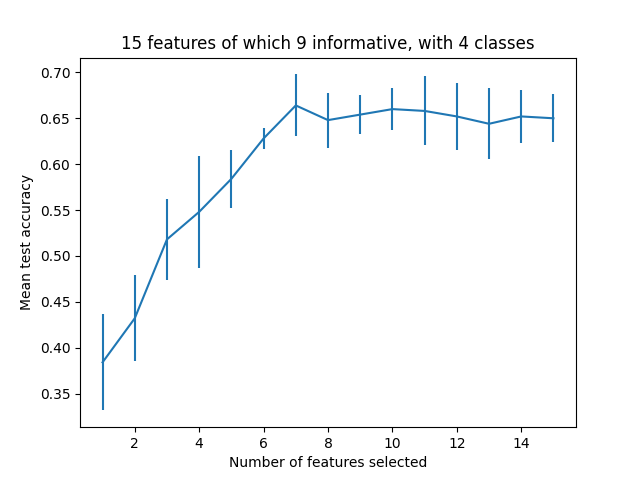 15 features of which 9 informative, with 4 classes
Mean test accuracy
0.70
0.65
0.60
0.55
0.50
0.45
0.40
0.35
2 4 6 8 10 12 14
Number of features selected